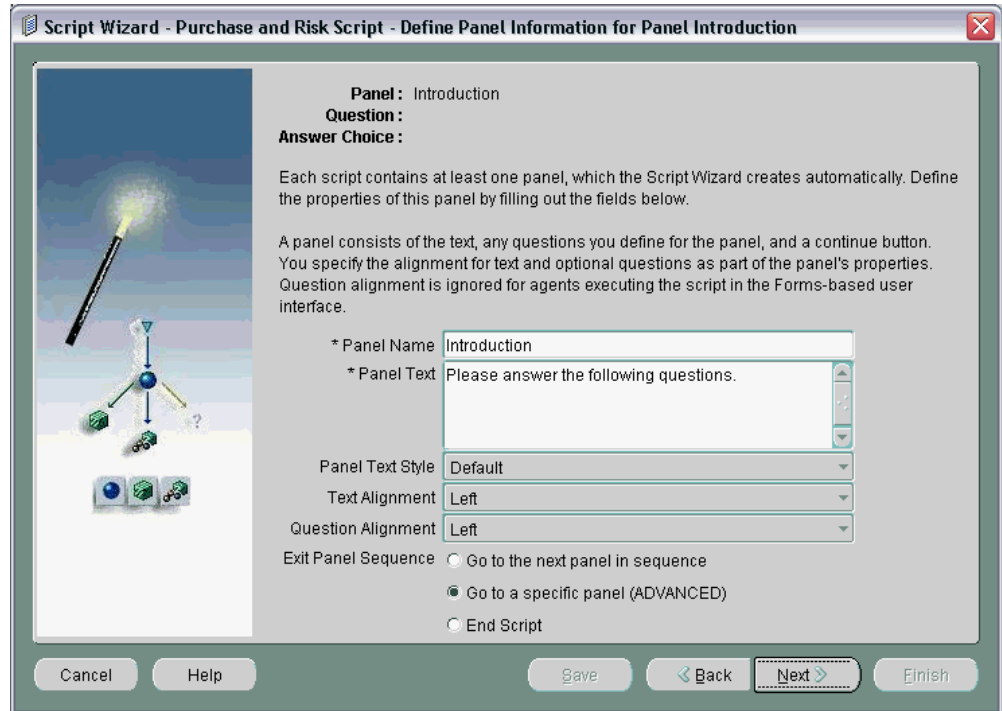 Script Wizard - Purchase and Risk Script - Define Panel Information for Panel Introduction
Panel : Introduction
Question :
Answer Choice :
Each script contains at least one panel, which the Script Wizard creates automatically. Define
the properties of this panel by filling out the fields below.
A panel consists of the text, any questions you define for the panel, and a continue button.
You specify the alignment for text and optional questions as part of the panel's properties.
Question alignment is ignored for agents executing the script in the Forms-based user
interface.
* Panel Name Introduction
* Panel Text Please answer the following questions.
Panel Text Style Default
Text Alignment Left
Question Alignment Left
Exit Panel Sequence Go to the next panel in sequence
Go to a specific panel (ADVANCED)
End Script
?
Cancel Help Save Back Next Finish